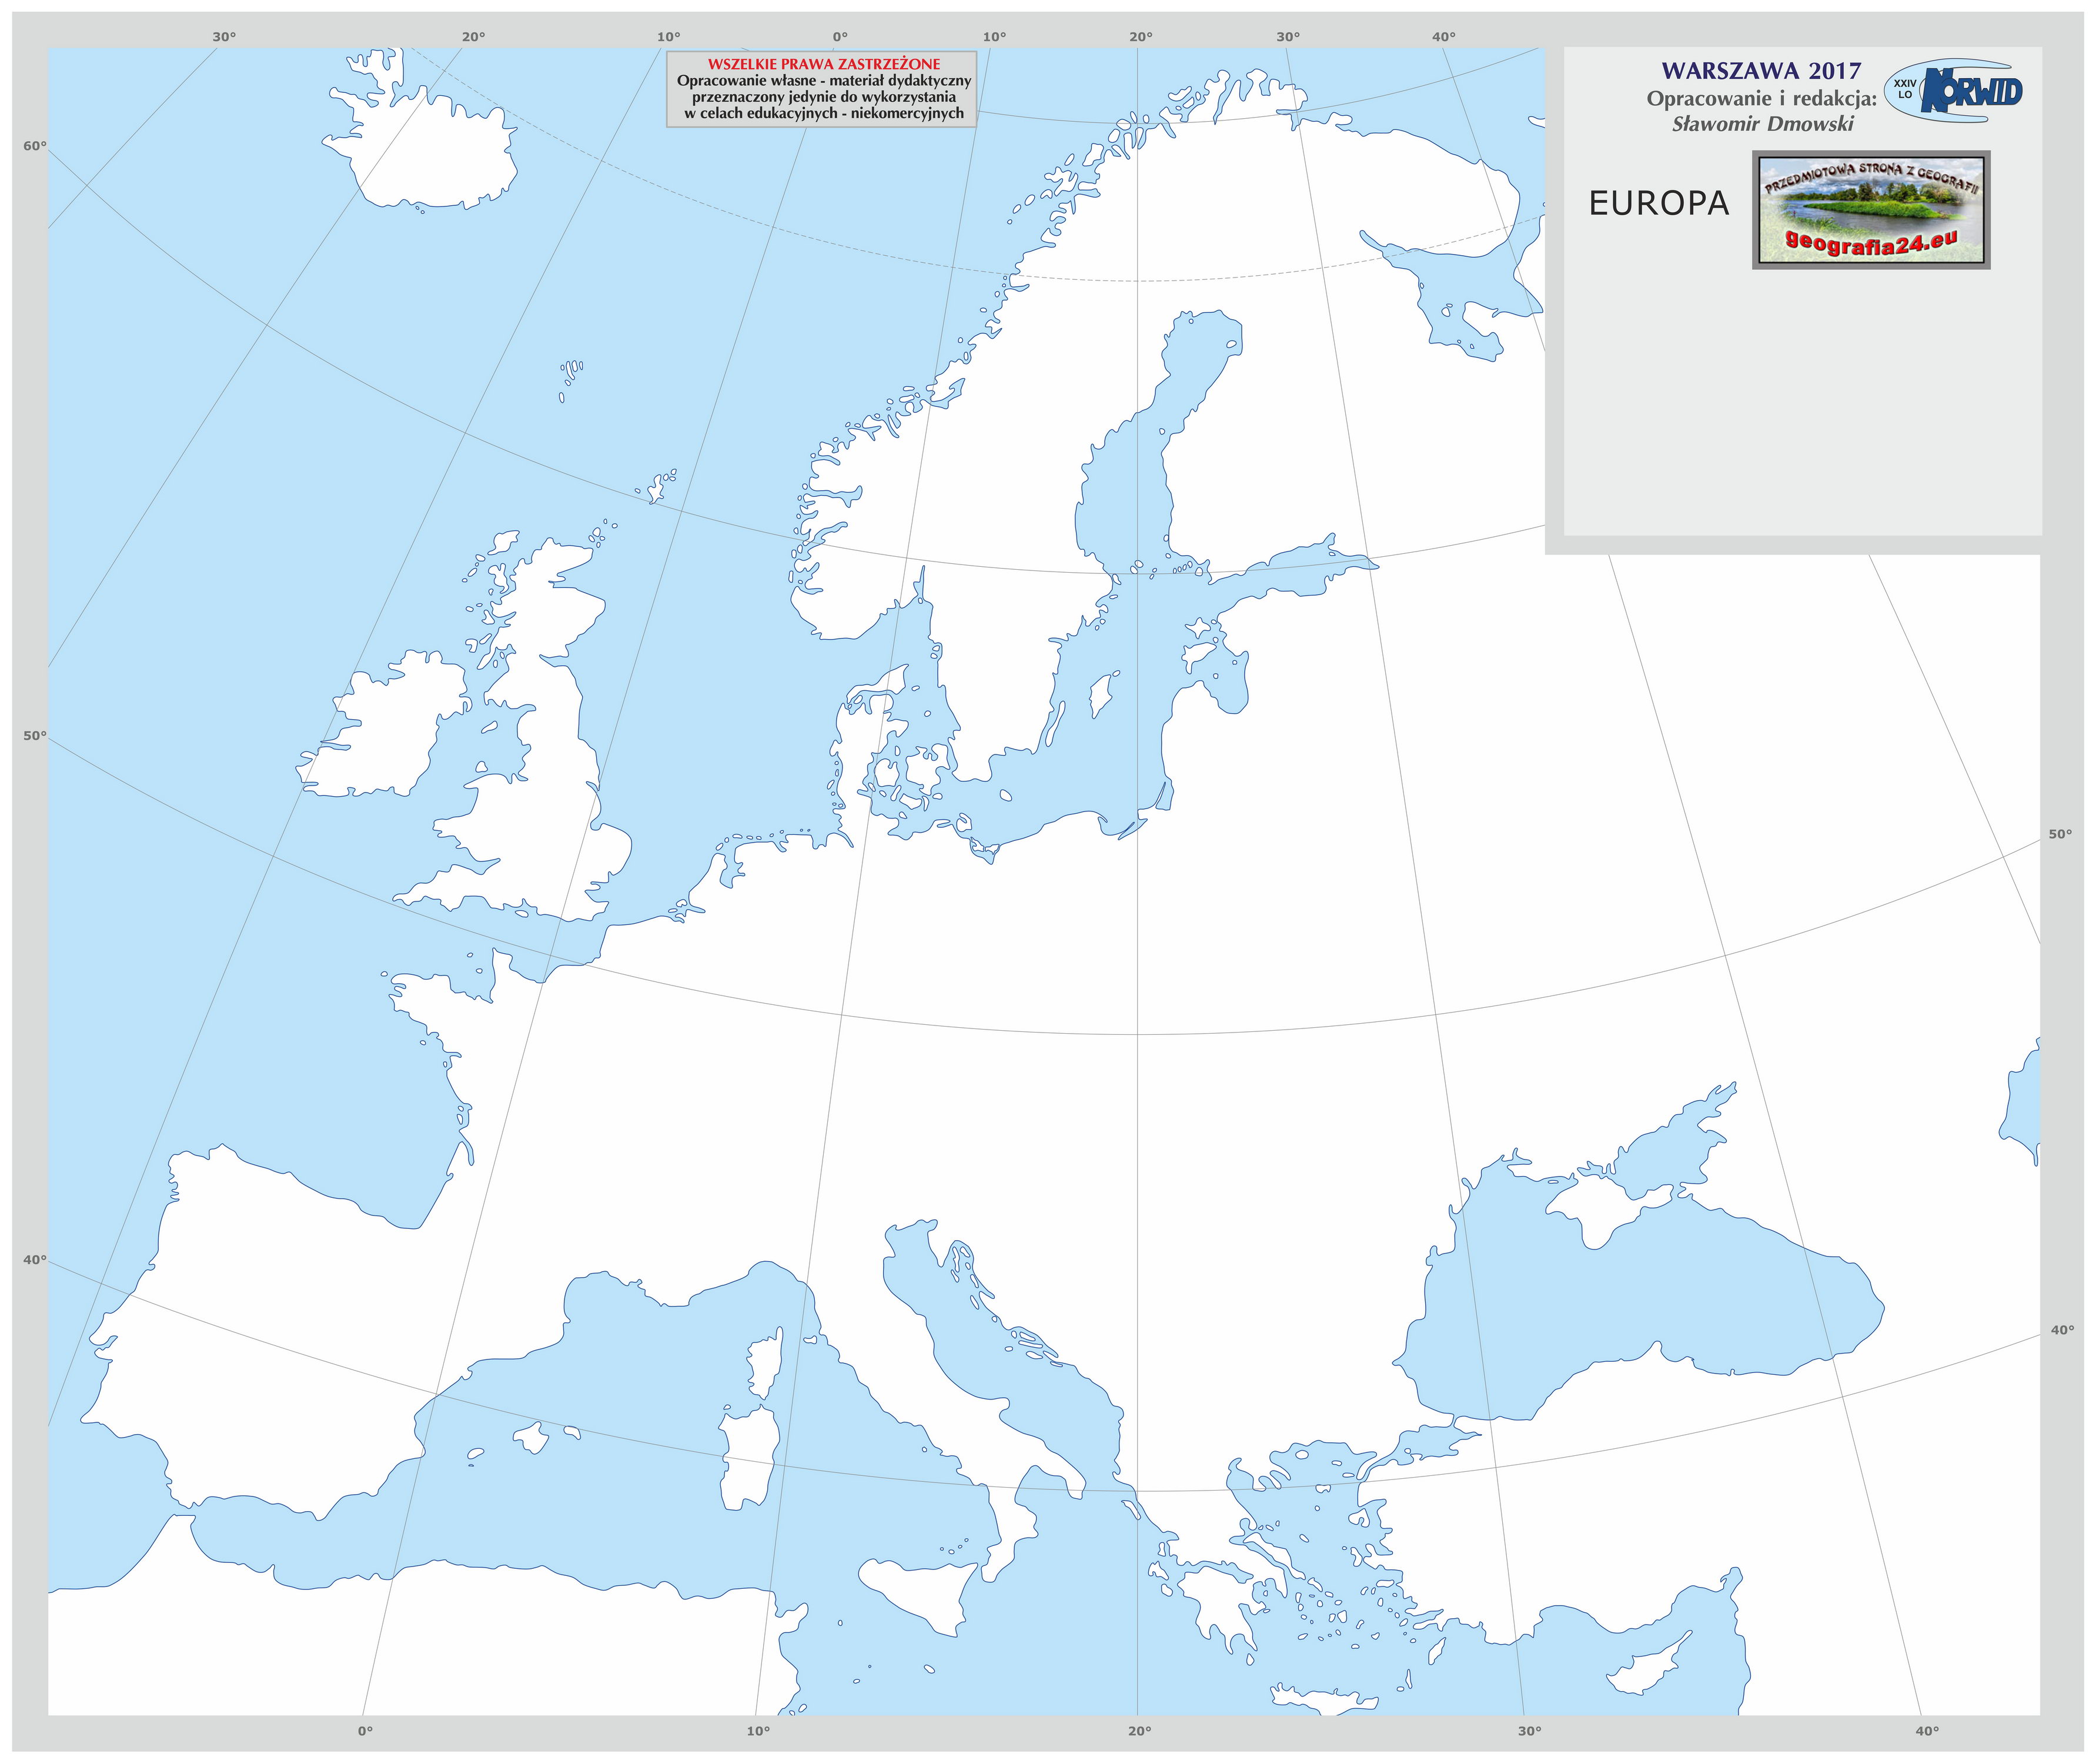 30°
20°
10°
0°
10°
20°
30°
40°
WSZELKIE PRAWA ZASTRZEŻONE
Opracowanie własne - materiał dydaktyczny
przeznaczony jedynie do wykorzystania
w celach edukacyjnych - niekomercyjnych
WARSZAWA 2017
Opracowanie i redakcja:
Sławomir Dmowski
XXIV
LO
NORWID
EUROPA
PRZEDMIOTOWA STRONA Z GEOGRAFII
geografia24.eu
60°
50°
50°
40°
40°
0°
10°
20°
30°
40°